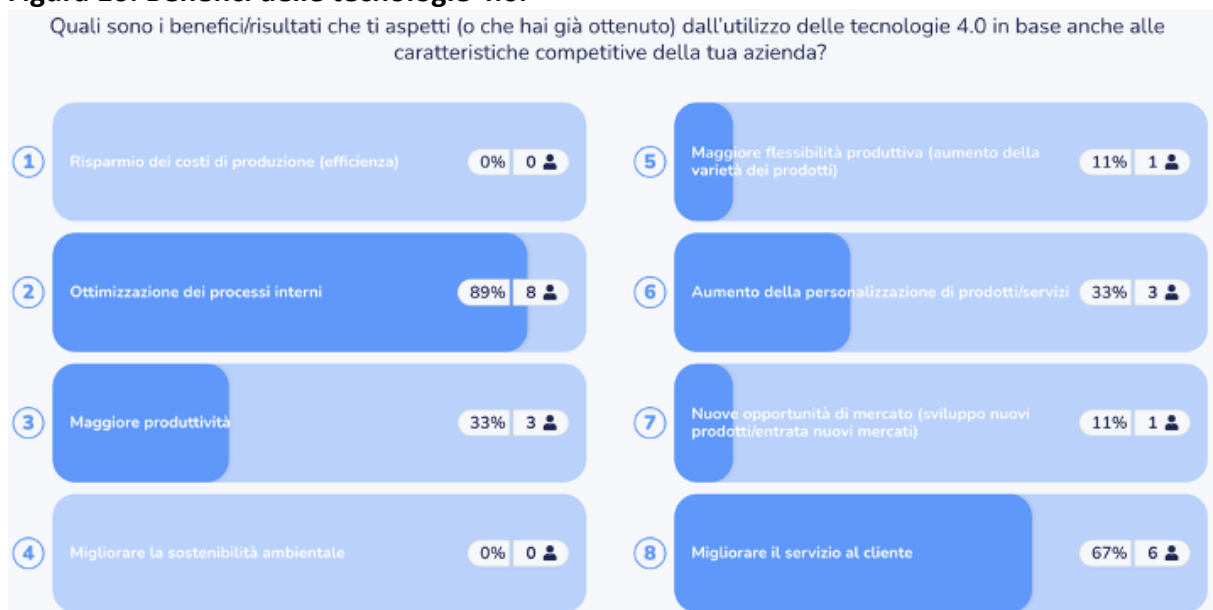 Quali sono i benefici/risultati che ti aspetti (o che hai già ottenuto) dall'utilizzo delle tecnologie 4.0 in base anche alle
caratteristiche competitive della tua azienda?
1 Risparmio dei costi di produzione (efficienza) 0% 0
2 Ottimizzazione dei processi interni 89% 8
3 Maggiore produttività 33% 3
4 Migliorare la sostenibilità ambientale 0% 0
5 Maggiore flessibilità produttiva (aumento della
varietà dei prodotti) 11% 1
6 Aumento della personalizzazione di prodotti/servizi 33% 3
7 Nuove opportunità di mercato (sviluppo nuovi
prodotti/entrata nuovi mercati) 11% 1
8 Migliorare il servizio al cliente 67% 6